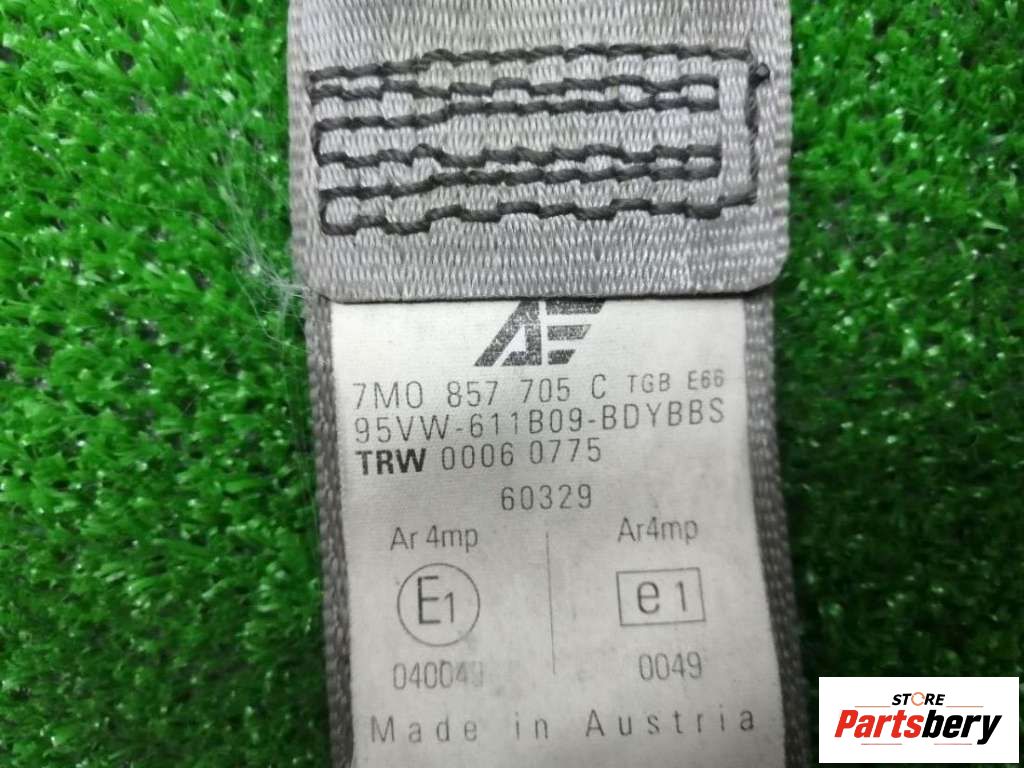 AF
7M0 857 705 C TGB E66
95VW-611B09-BDYBBS
TRW 0006 0775
60329
Ar 4mp Ar4mp
E1 e1
040049 0049
Made in Austria
STORE
Partsbery